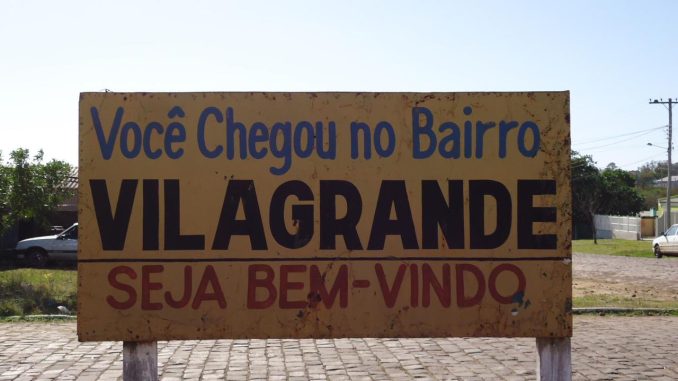 Você Chegou no Bairro
VILAGRANDE
SEJA BEM-VINDO